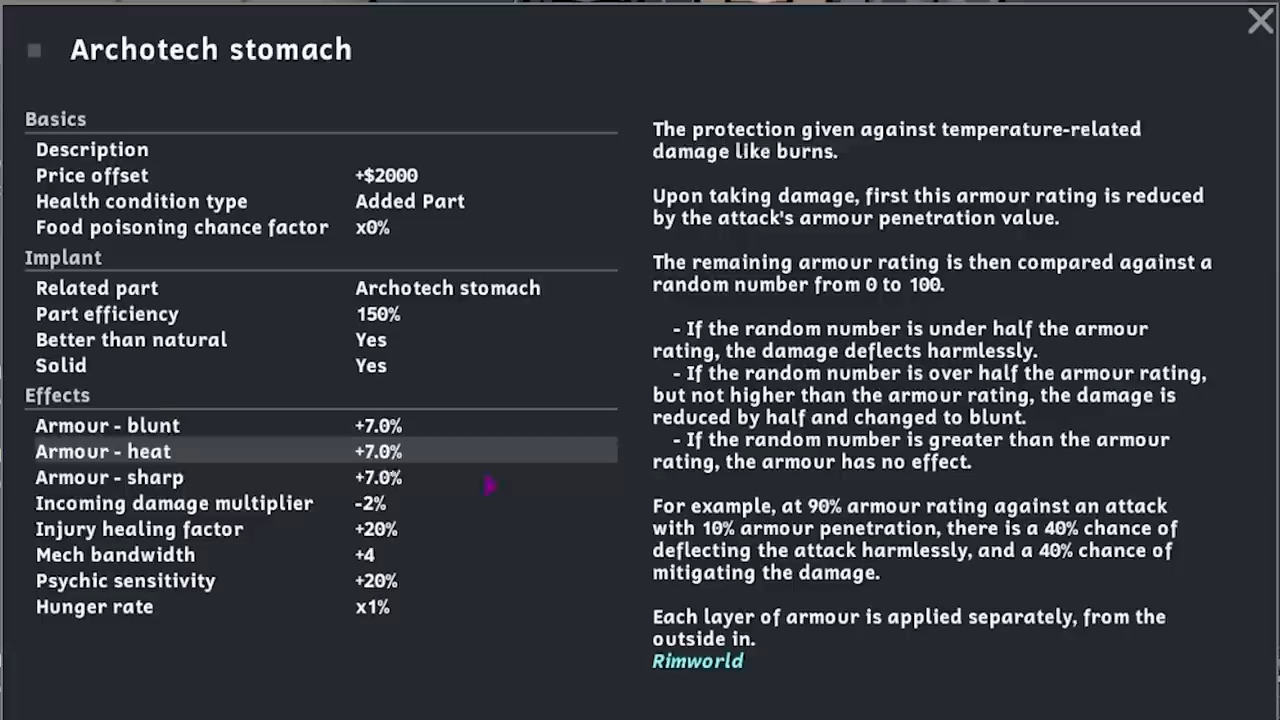 Archotech stomach
Basics
Description
Price offset +$2000
Health condition type Added Part
Food poisoning chance factor x0%
Implant
Related part Archotech stomach
Part efficiency 150%
Better than natural Yes
Solid Yes
Effects
Armour - blunt +7.0%
Armour - heat +7.0%
Armour - sharp +7.0%
Incoming damage multiplier -2%
Injury healing factor +20%
Mech bandwidth +4
Psychic sensitivity +20%
Hunger rate x1%
The protection given against temperature-related
damage like burns.
Upon taking damage, first this armour rating is reduced
by the attack's armour penetration value.
The remaining armour rating is then compared against a
random number from 0 to 100.
- If the random number is under half the armour
rating, the damage deflects harmlessly.
- If the random number is over half the armour rating,
but not higher than the armour rating, the damage is
reduced by half and changed to blunt.
- If the random number is greater than the armour
rating, the armour has no effect.
For example, at 90% armour rating against an attack
with 10% armour penetration, there is a 40% chance of
deflecting the attack harmlessly, and a 40% chance of
mitigating the damage.
Each layer of armour is applied separately, from the
outside in.
Rimworld